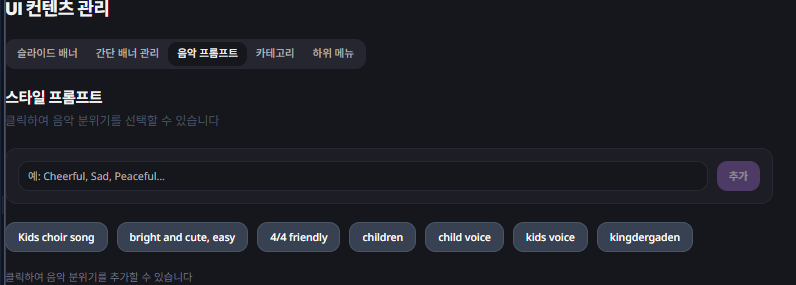 UI 컨텐츠 관리
슬라이드 배너 간단 배너 관리 음악 프롬프트 카테고리 하위 메뉴
스타일 프롬프트
클릭하여 음악 분위기를 선택할 수 있습니다
예: Cheerful, Sad, Peaceful... 추가
Kids choir song bright and cute, easy 4/4 friendly children child voice kids voice kingdergaden
클릭하여 음악 분위기를 추가할 수 있습니다